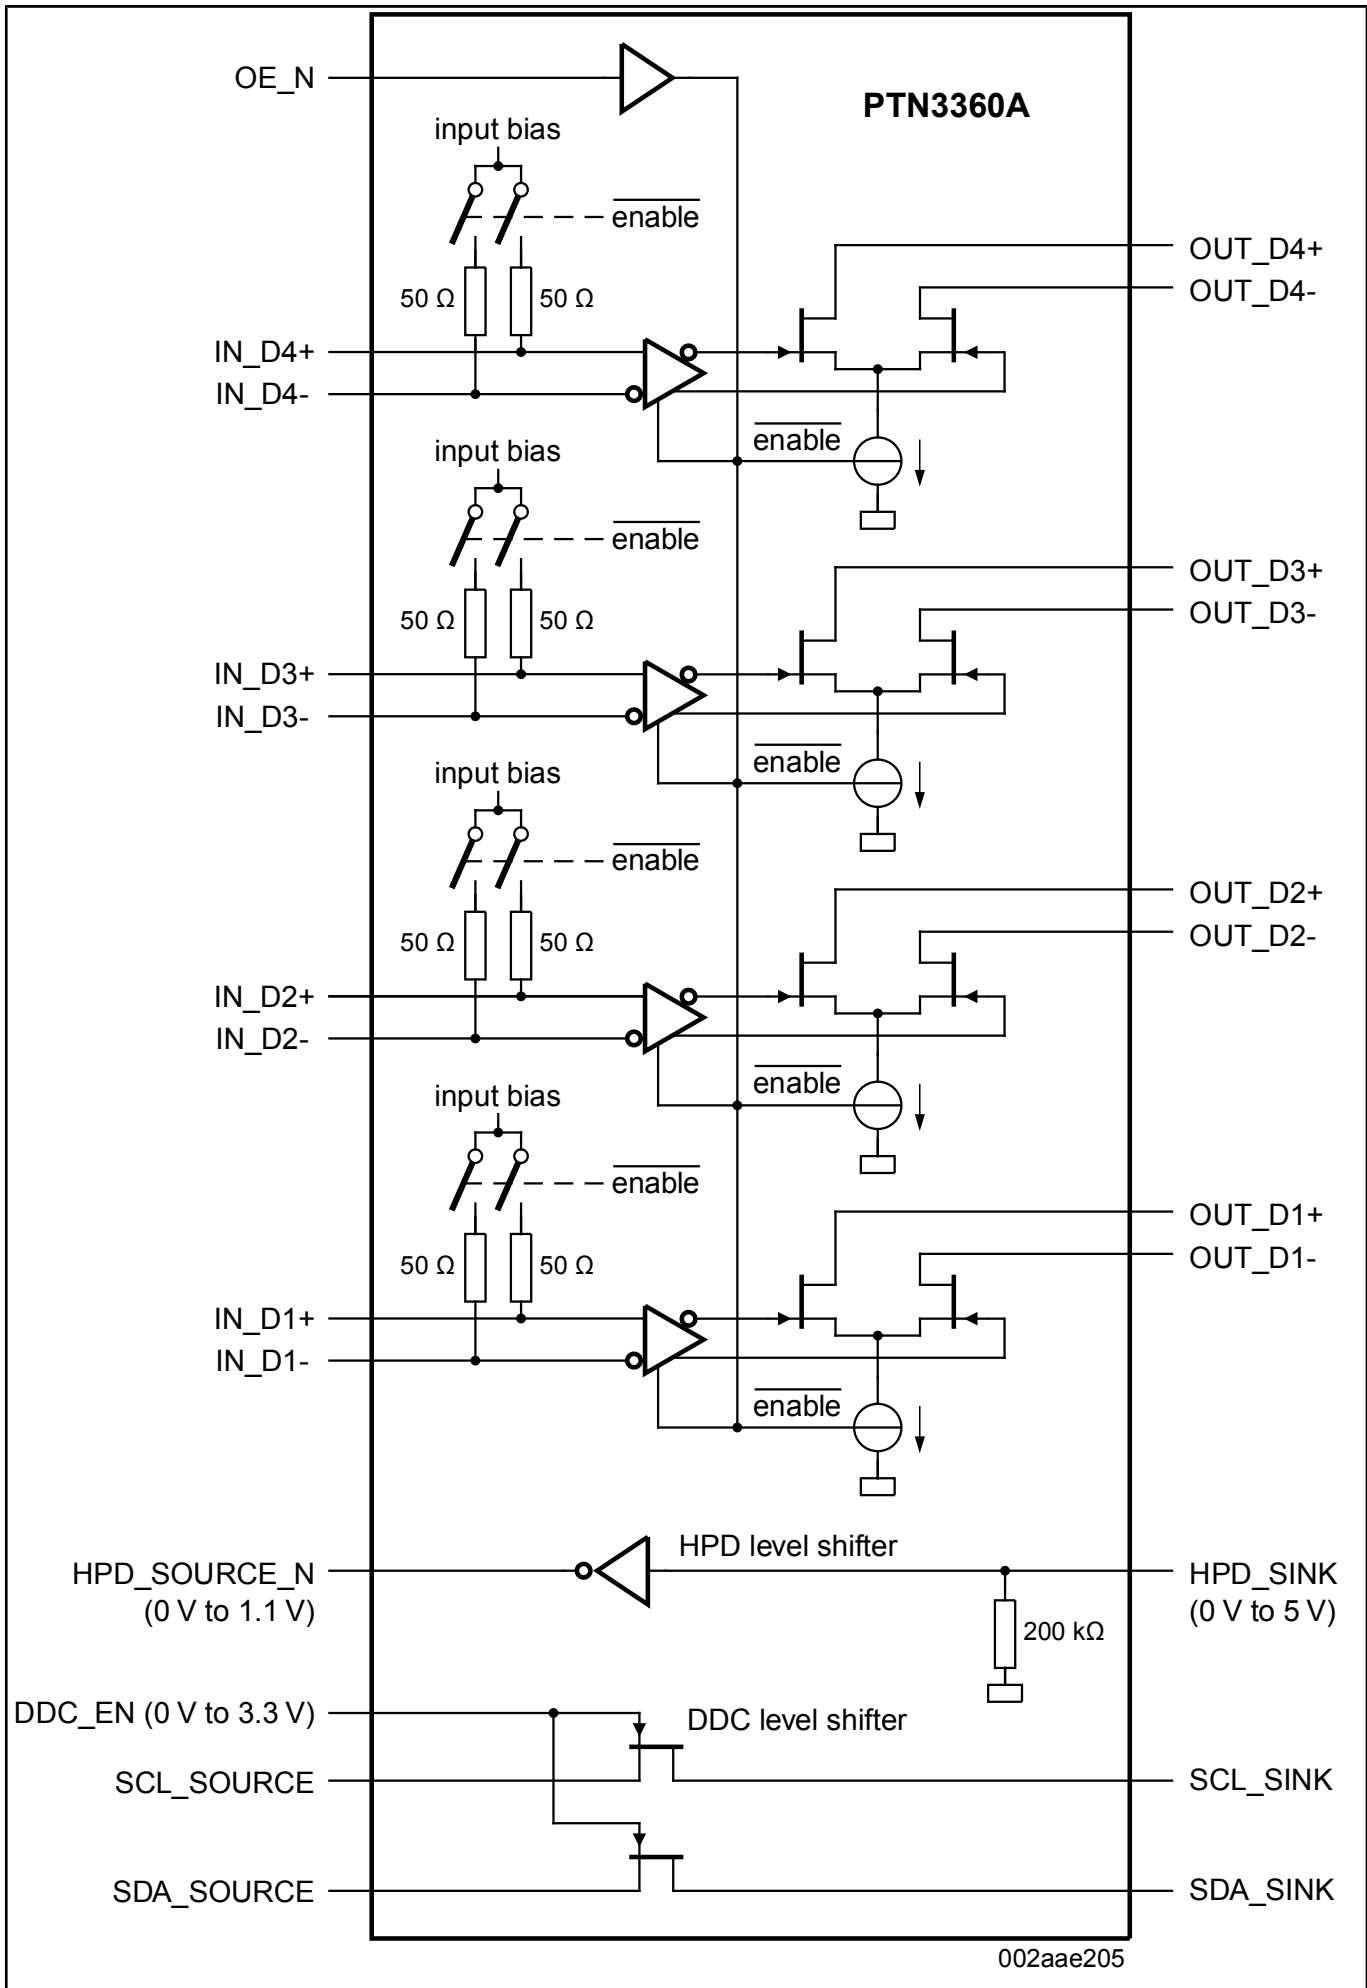 OE_N
PTN3360A
input bias
enable
OUT_D4+
OUT_D4-
50 Ω
50 Ω
IN_D4+
IN_D4-
enable
input bias
enable
OUT_D3+
OUT_D3-
50 Ω
50 Ω
IN_D3+
IN_D3-
enable
input bias
enable
OUT_D2+
OUT_D2-
50 Ω
50 Ω
IN_D2+
IN_D2-
enable
input bias
enable
OUT_D1+
OUT_D1-
50 Ω
50 Ω
IN_D1+
IN_D1-
enable
HPD level shifter
HPD_SOURCE_N
(0 V to 1.1 V)
HPD_SINK
(0 V to 5 V)
200 kΩ
DDC_EN (0 V to 3.3 V)
DDC level shifter
SCL_SOURCE
SCL_SINK
SDA_SOURCE
SDA_SINK
002aae205